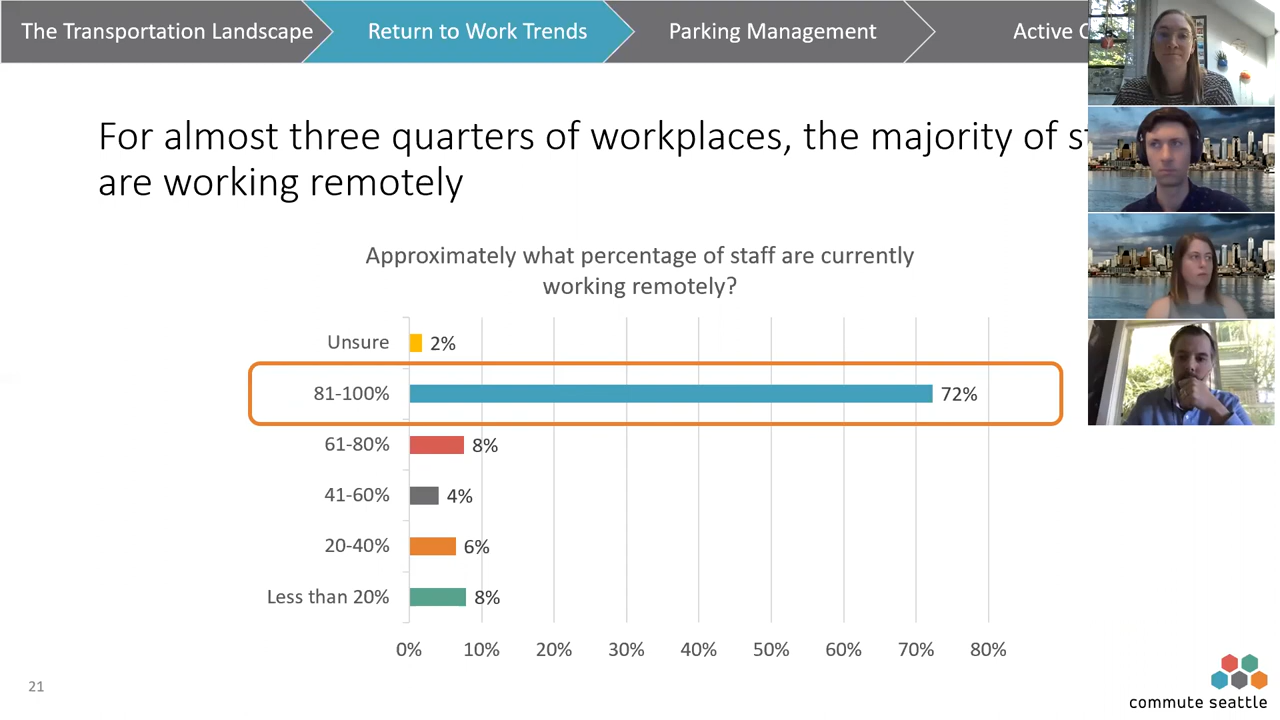 The Transportation Landscape
Return to Work Trends
Parking Management
Active
For almost three quarters of workplaces, the majority of
are working remotely
Approximately what percentage of staff are currently
working remotely?
Unsure
2%
81-100%
72%
61-80%
8%
41-60%
4%
20-40%
6%
Less than 20%
8%
0% 10% 20% 30% 40% 50% 60% 70% 80%
21
commute seattle